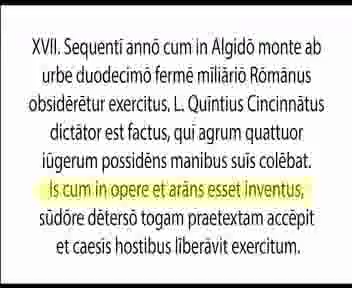 XVII. Sequentī annō cum in Algidō monte ab
urbe duodecimō fermē mīliāriō Rōmānus
obsidērētur exercitus, L. Quīntius Cincinnātus
dictātor est factus, quī agrum quattuor
iūgerum possidēns manibus suīs colēbat.
Is cum in opere et arāns esset inventus,
sūdōre dētersō togam praetextam accēpit
et caesīs hostibus līberāvit exercitum.